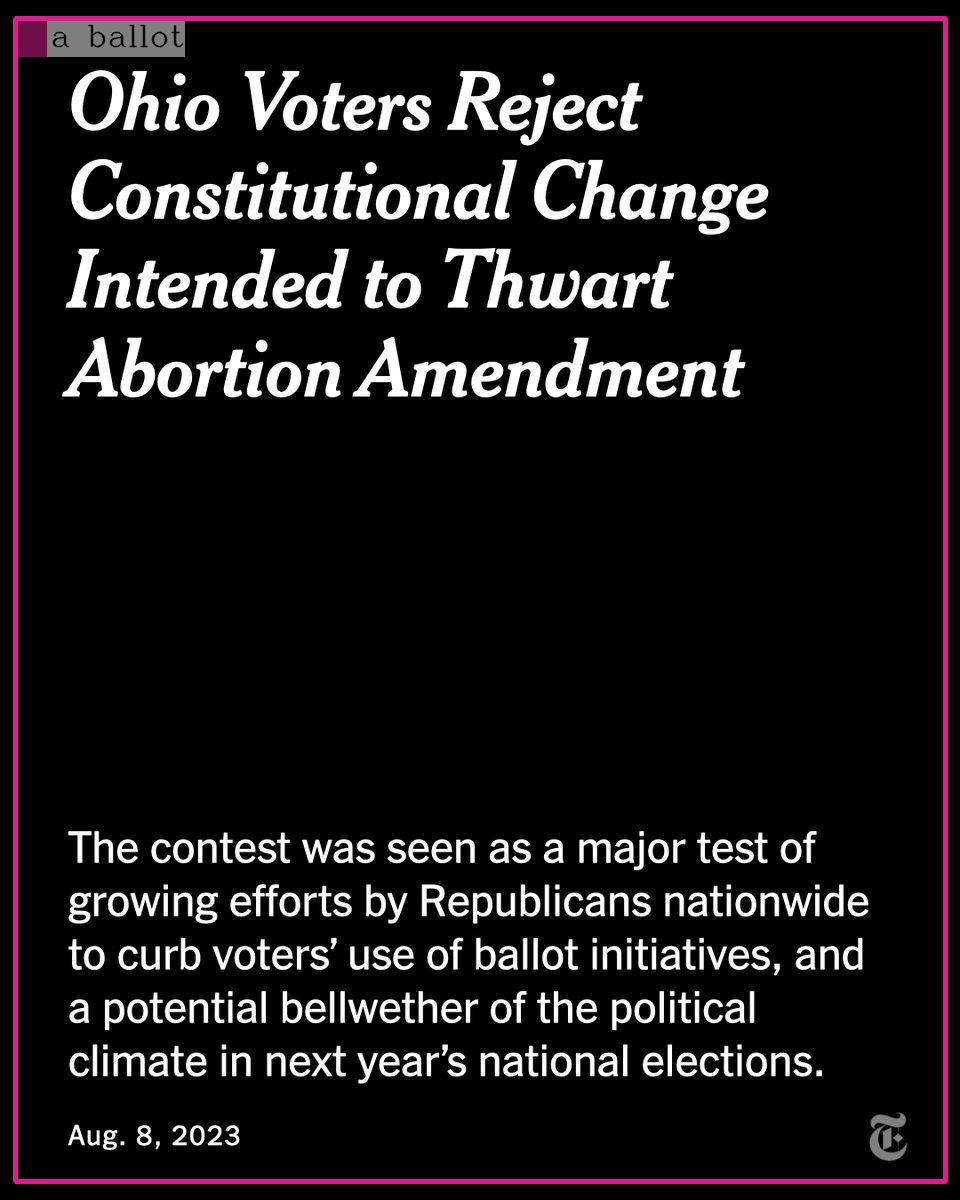 a ballot
Ohio Voters Reject
Constitutional Change
Intended to Thwart
Abortion Amendment
The contest was seen as a major test of
growing efforts by Republicans nationwide
to curb voters’ use of ballot initiatives, and
a potential bellwether of the political
climate in next year’s national elections.
Aug. 8, 2023
T